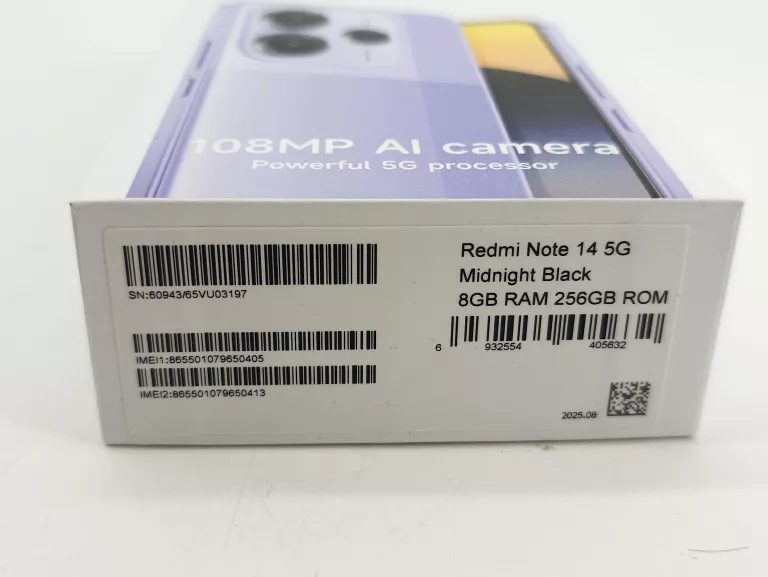 108MP AI camera
Powerful 5G processor
SN:60943/65VU03197
IMEI1:865501079650405
IMEI2:865501079650413
Redmi Note 14 5G
Midnight Black
8GB RAM 256GB ROM
6 932554 405632
2025.08